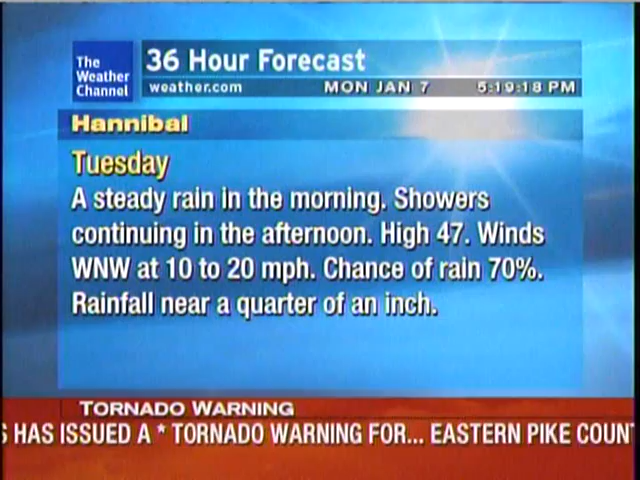 The
Weather
Channel
36 Hour Forecast
weather.com MON JAN 7 5:19:18 PM
Hannibal
Tuesday
A steady rain in the morning. Showers
continuing in the afternoon. High 47. Winds
WNW at 10 to 20 mph. Chance of rain 70%.
Rainfall near a quarter of an inch.
TORNADO WARNING
S HAS ISSUED A * TORNADO WARNING FOR... EASTERN PIKE COUN